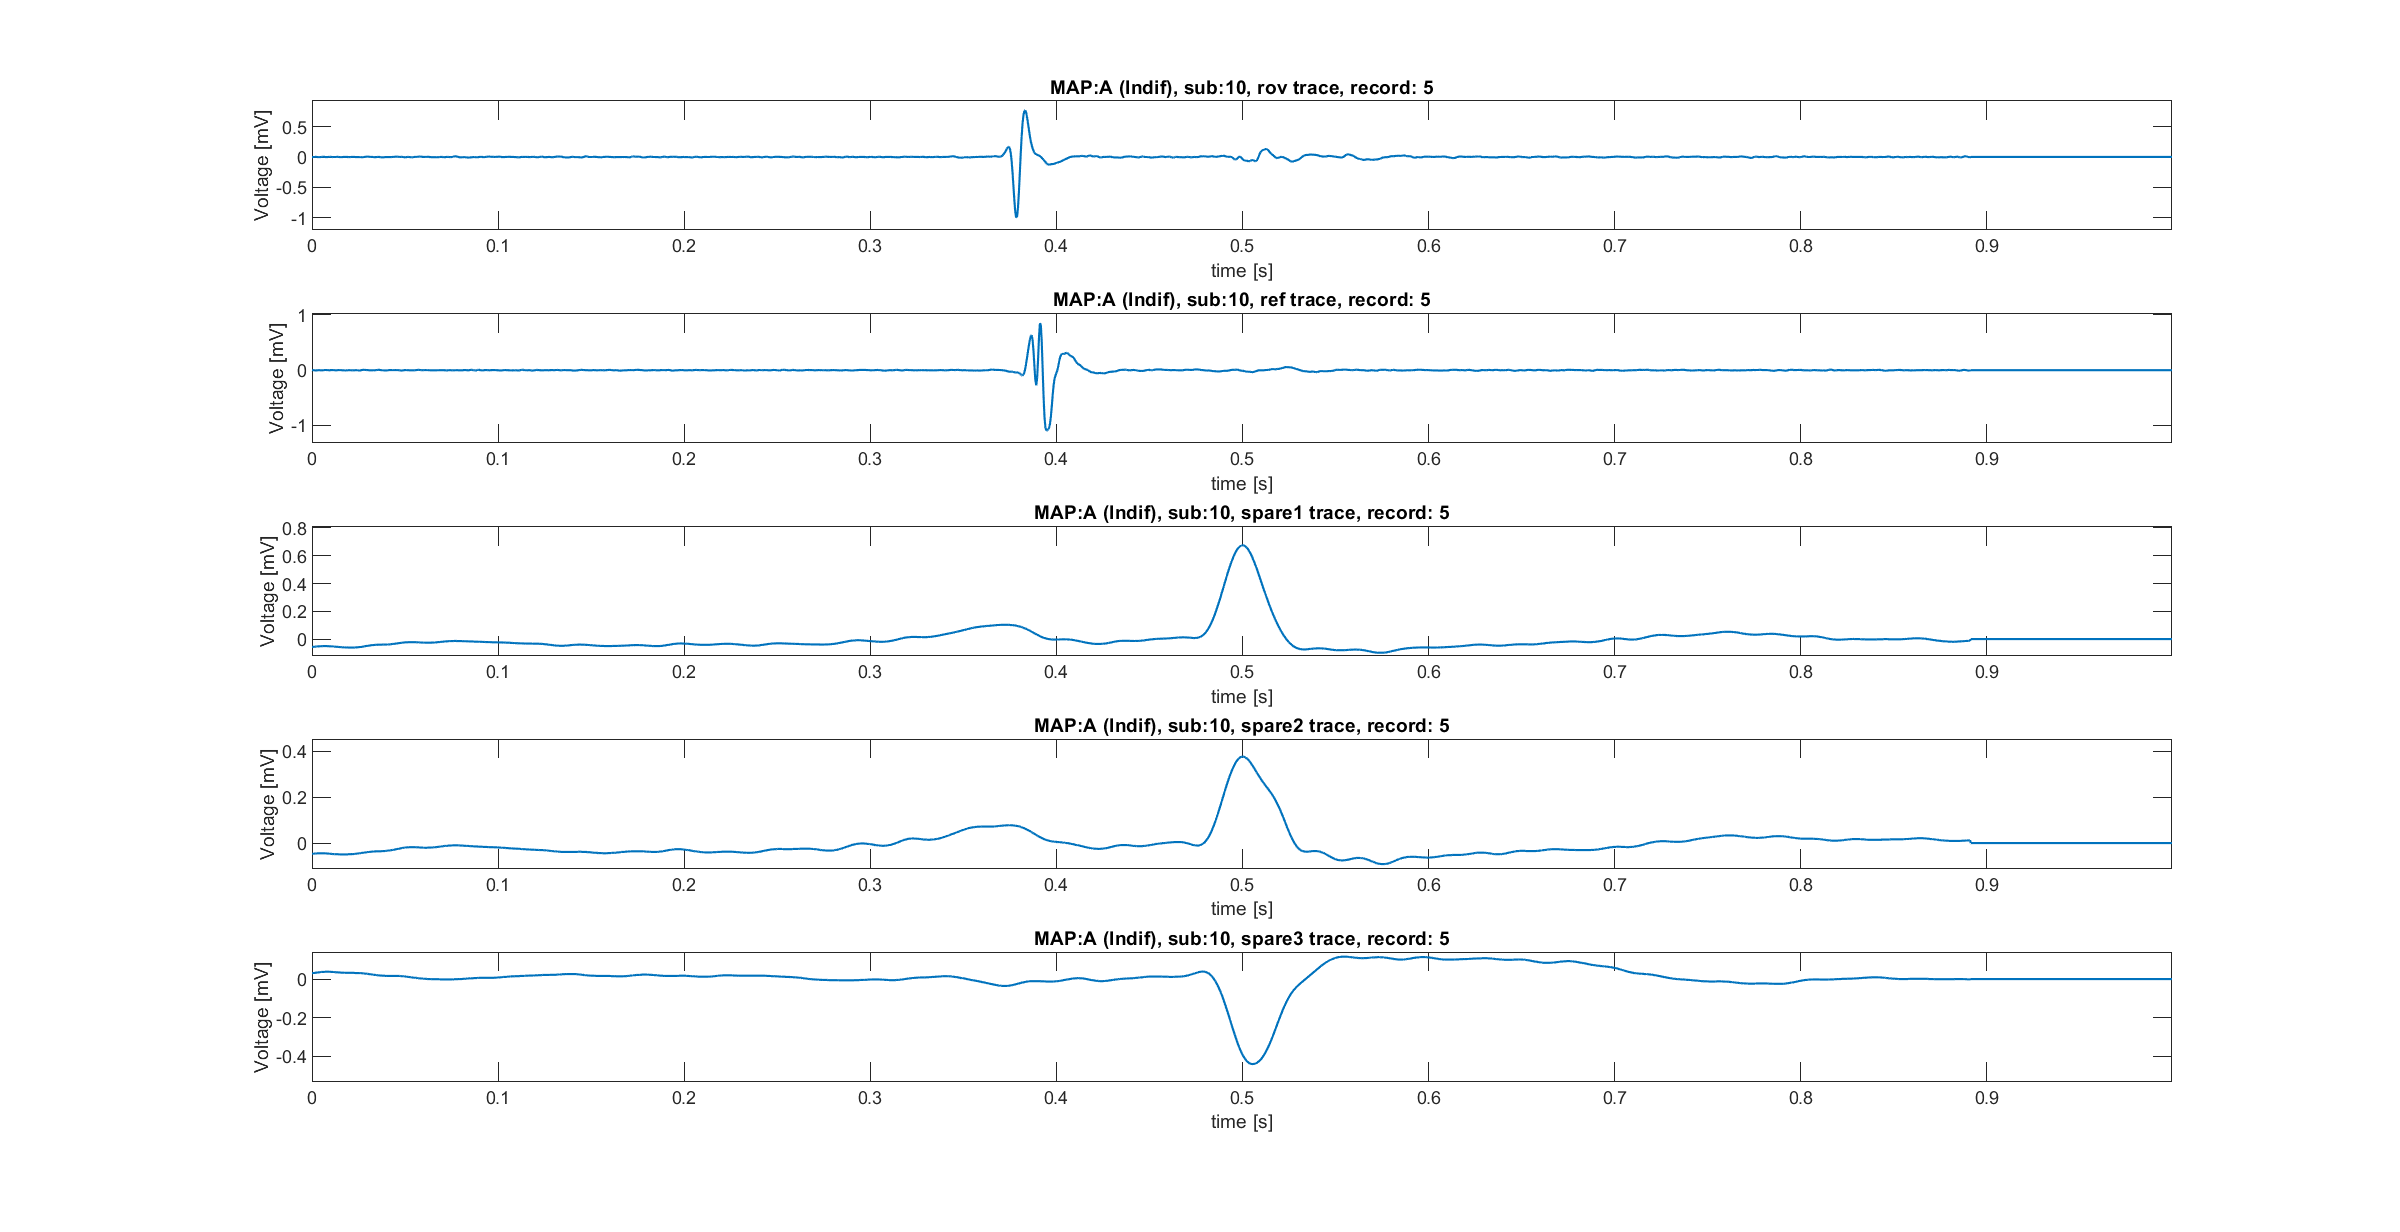 MAP:A (Indif), sub:10, rov trace, record: 5
Voltage [mV]
0.5
0
-0.5
-1
0 0.1 0.2 0.3 0.4 0.5 0.6 0.7 0.8 0.9
time [s]
MAP:A (Indif), sub:10, ref trace, record: 5
Voltage [mV]
1
0
-1
0 0.1 0.2 0.3 0.4 0.5 0.6 0.7 0.8 0.9
time [s]
MAP:A (Indif), sub:10, spare1 trace, record: 5
Voltage [mV]
0.8
0.6
0.4
0.2
0
0 0.1 0.2 0.3 0.4 0.5 0.6 0.7 0.8 0.9
time [s]
MAP:A (Indif), sub:10, spare2 trace, record: 5
Voltage [mV]
0.4
0.2
0
0 0.1 0.2 0.3 0.4 0.5 0.6 0.7 0.8 0.9
time [s]
MAP:A (Indif), sub:10, spare3 trace, record: 5
Voltage [mV]
0
-0.2
-0.4
0 0.1 0.2 0.3 0.4 0.5 0.6 0.7 0.8 0.9
time [s]